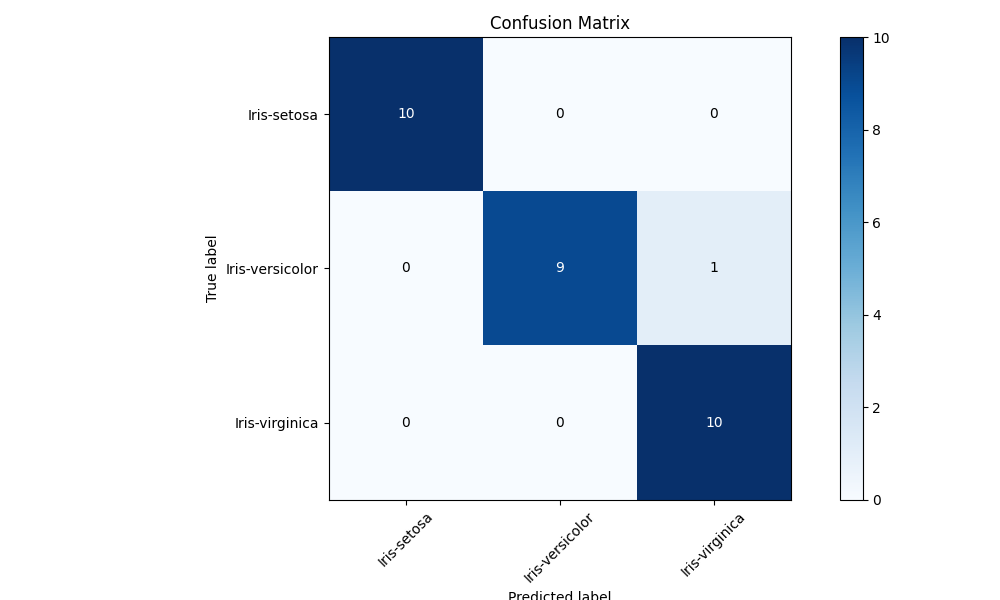 Confusion Matrix
10
Iris-setosa
10 0 0
8
6
True label
Iris-versicolor
0 9 1
4
2
Iris-virginica
0 0 10
0
Iris-setosa
Iris-versicolor
Iris-virginica
Predicted label